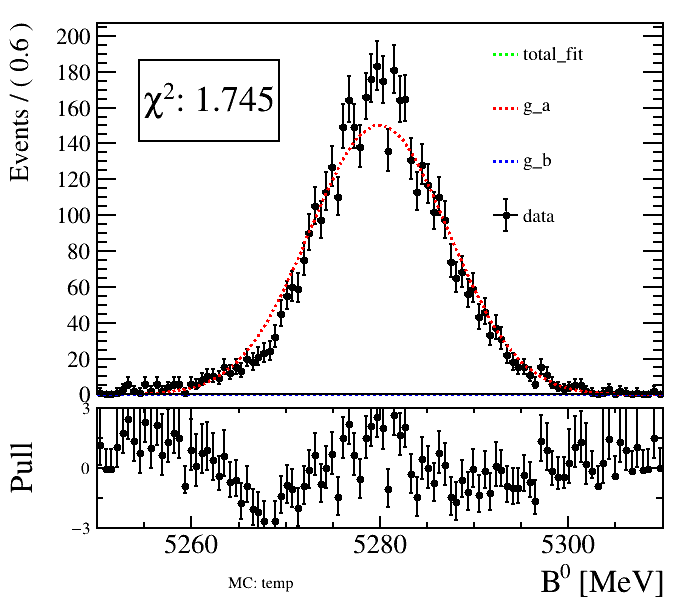 Events / ( 0.6 )
200
180
160
140
120
100
80
60
40
20
0
χ²: 1.745
total_fit
g_a
g_b
data
Pull
3
0
−3
5260
5280
5300
MC: temp
B⁰ [MeV]